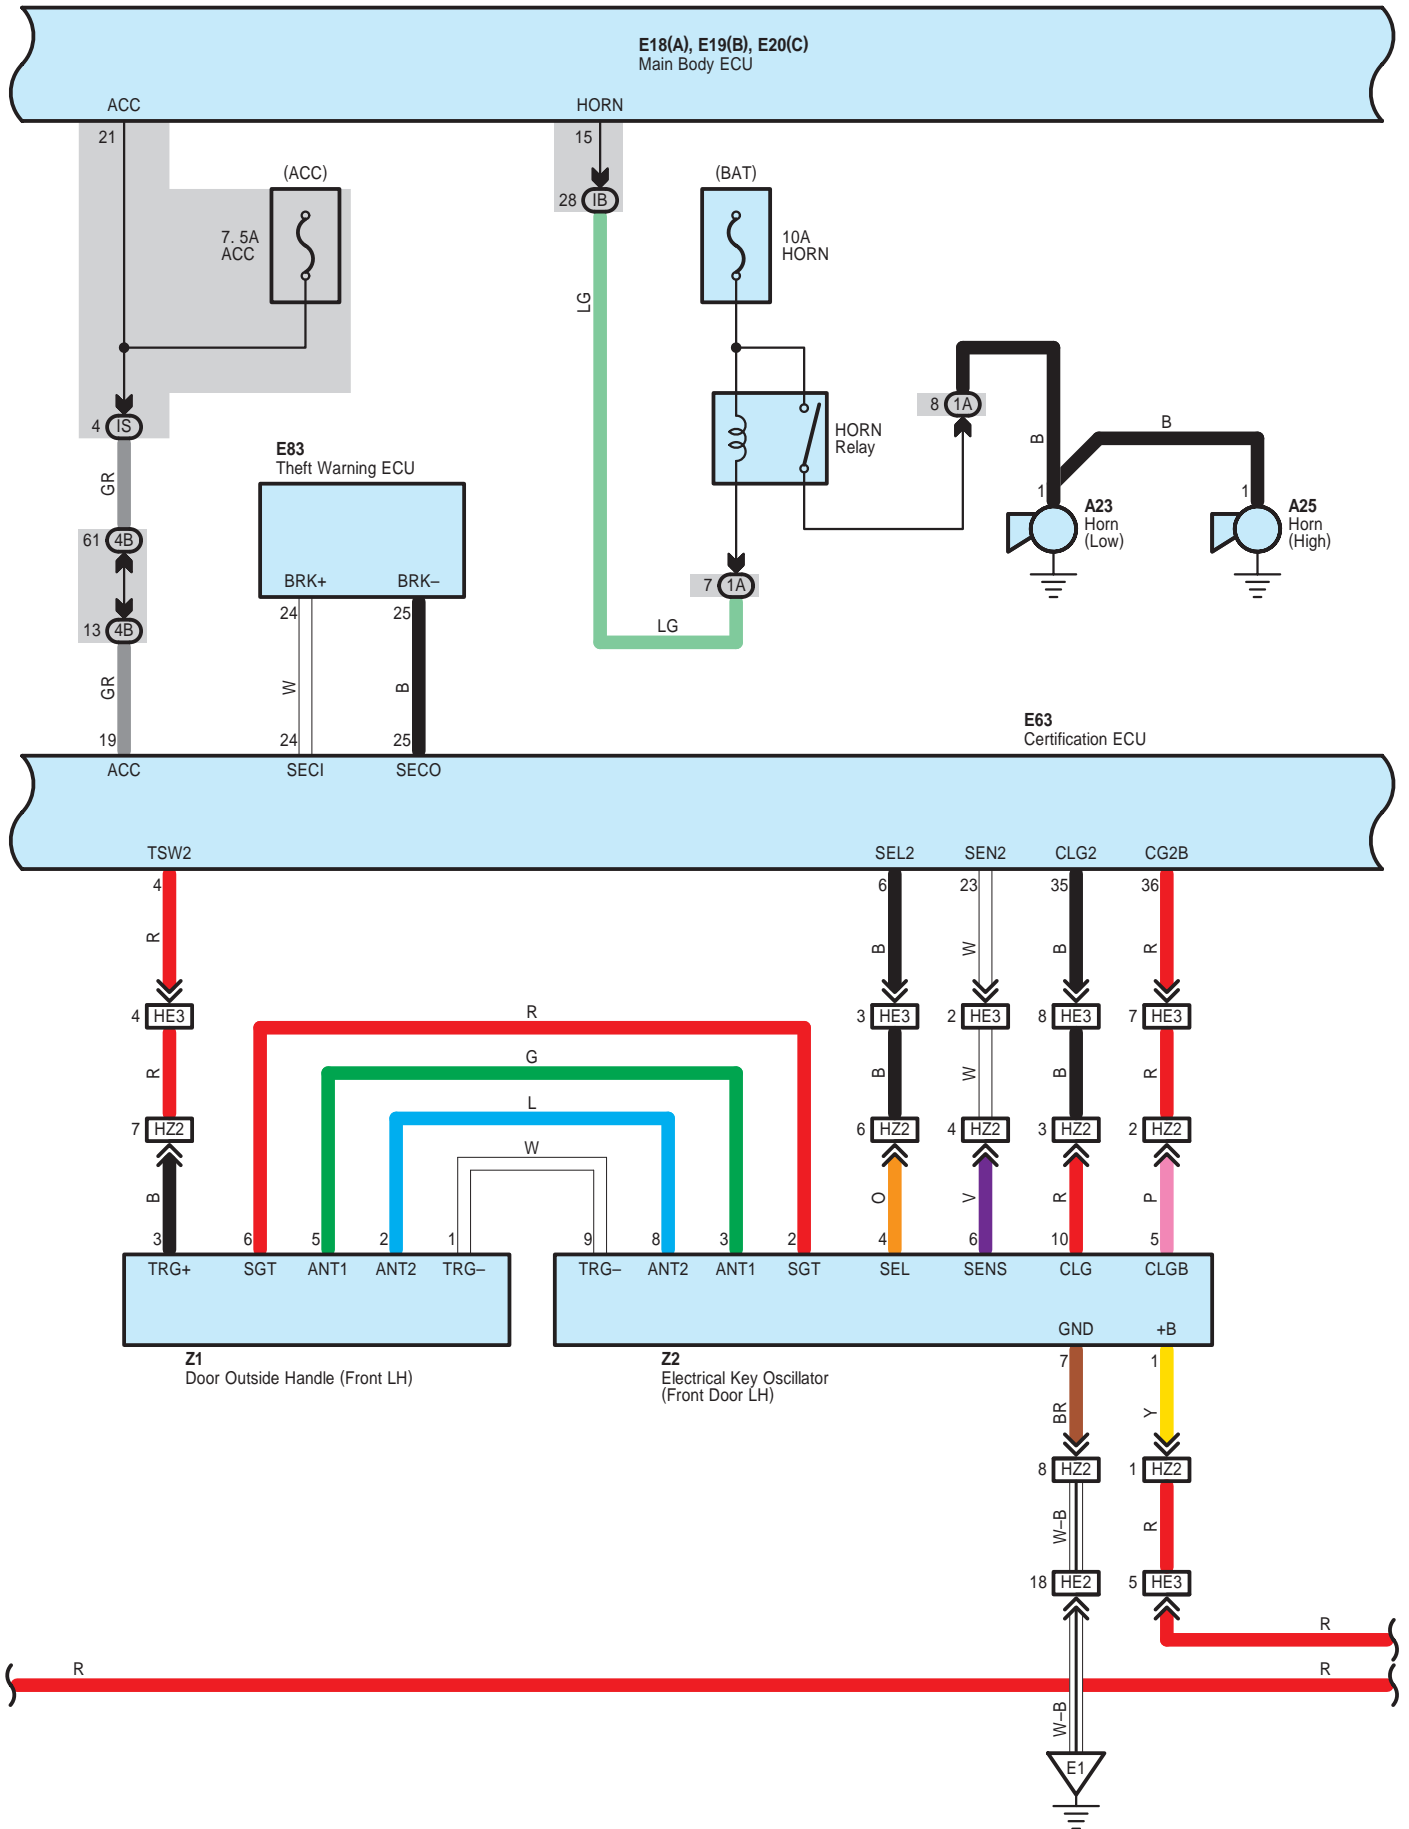 E18(A), E19(B), E20(C)
Main Body ECU
ACC
HORN
21
15
(ACC)
(BAT)
28 IB
7. 5A
ACC
10A
HORN
LG
8 1A
4 IS
HORN
Relay
B
B
E83
Theft Warning ECU
GR
1
1
A23
Horn
(Low)
A25
Horn
(High)
61 4B
BRK+
BRK–
7 1A
24
25
13 4B
LG
GR
W
B
E63
Certification ECU
19
24
25
ACC
SECI
SECO
TSW2
SEL2
SEN2
CLG2
CG2B
4
6
23
35
36
R
B
W
B
R
4 HE3
3 HE3
2 HE3
8 HE3
7 HE3
R
G
R
B
W
B
R
L
7 HZ2
6 HZ2
4 HZ2
3 HZ2
2 HZ2
W
B
O
V
R
P
3
6
5
2
1
9
8
3
2
4
6
10
5
TRG+
SGT
ANT1
ANT2
TRG–
TRG–
ANT2
ANT1
SGT
SEL
SENS
CLG
CLGB
GND
+B
Z1
Door Outside Handle (Front LH)
Z2
Electrical Key Oscillator
(Front Door LH)
7
1
BR
Y
8 HZ2
1 HZ2
W–B
R
18 HE2
5 HE3
R
R
R
W–B
E1